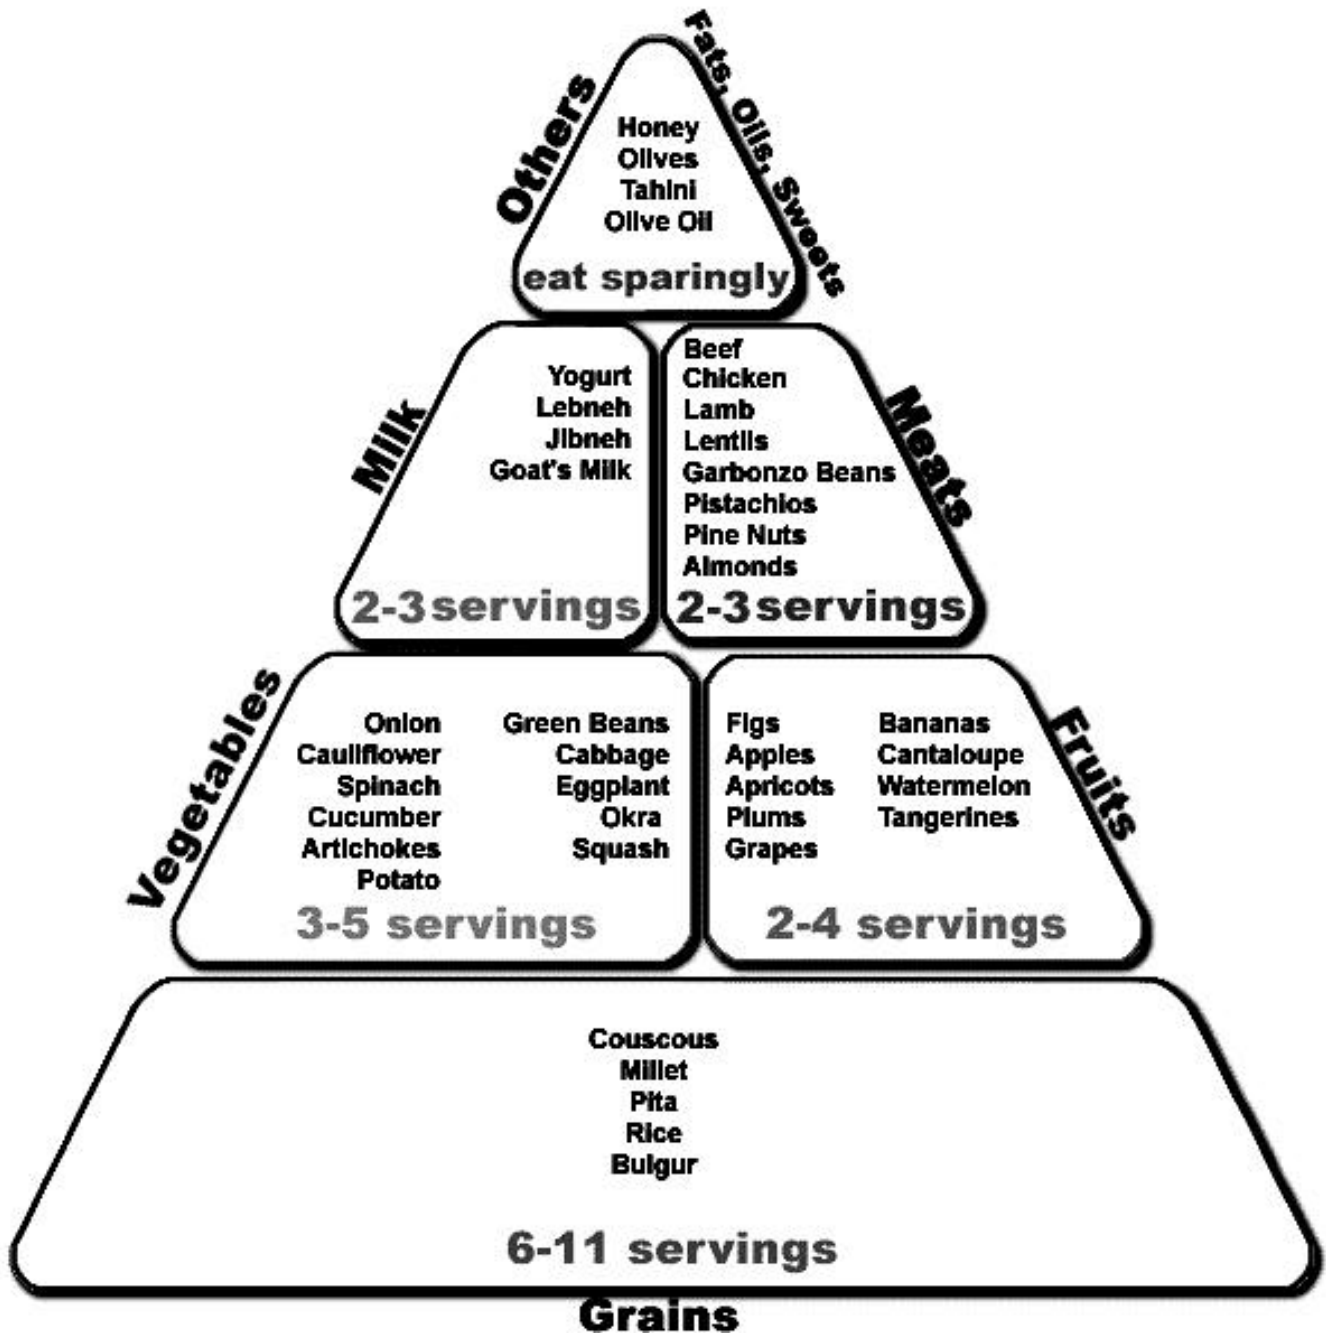 Others
Fats, Oils, Sweets
Honey
Olives
Tahini
Olive Oil
eat sparingly
Milk
Yogurt
Lebneh
Jibneh
Goat's Milk
2-3 servings
Meats
Beef
Chicken
Lamb
Lentils
Garbonzo Beans
Pistachios
Pine Nuts
Almonds
2-3 servings
Vegetables
Onion
Cauliflower
Spinach
Cucumber
Artichokes
Potato
Green Beans
Cabbage
Eggplant
Okra
Squash
3-5 servings
Fruits
Figs
Apples
Apricots
Plums
Grapes
Bananas
Cantaloupe
Watermelon
Tangerines
2-4 servings
Couscous
Millet
Pita
Rice
Bulgur
6-11 servings
Grains